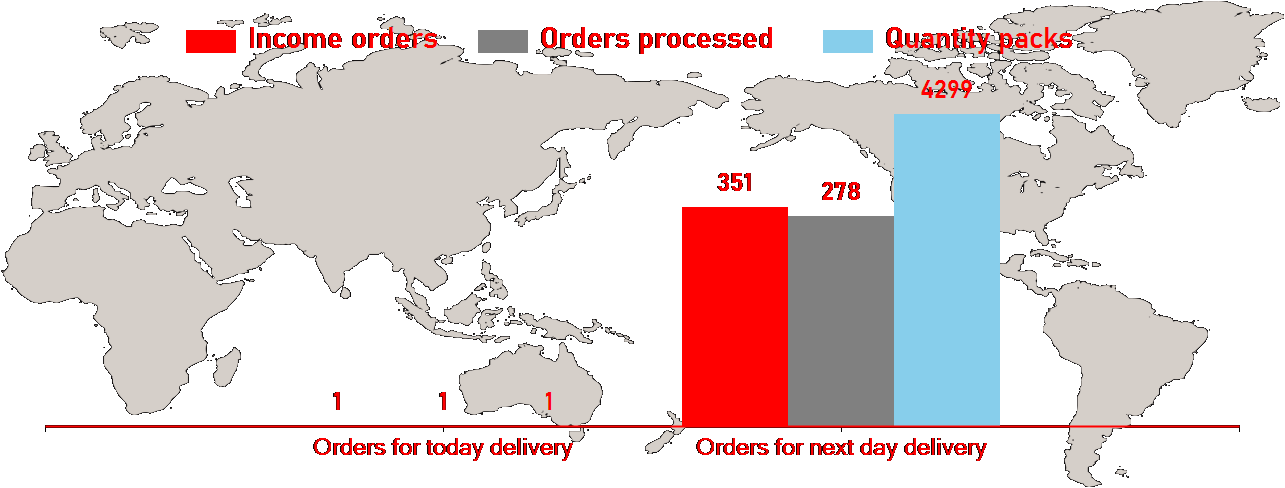 Income orders Orders processed Quantity packs
4299
351
278
1 1 1
Orders for today delivery Orders for next day delivery